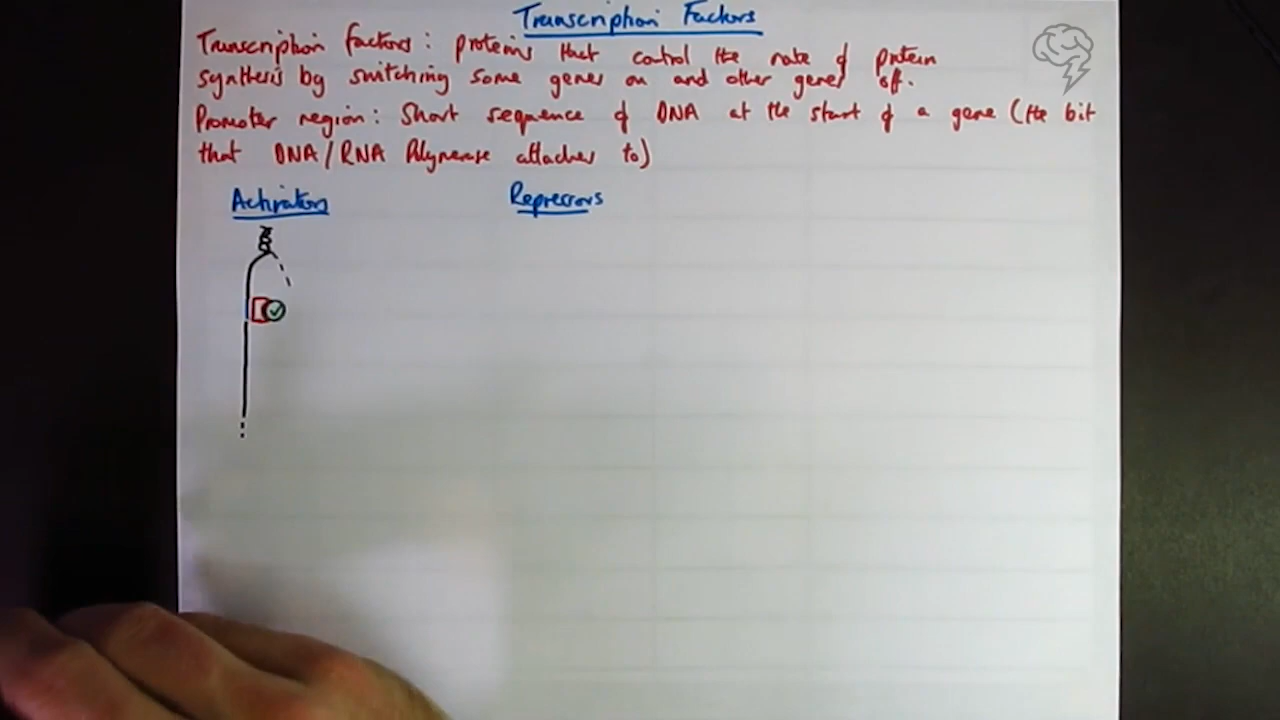 Transcription Factors
Transcription factors: proteins that control the rate of protein
synthesis by switching some genes on and other genes off.
Promoter region: Short sequence of DNA at the start of a gene (the bit
that DNA/RNA Polymerase attaches to)
Activation Repressors